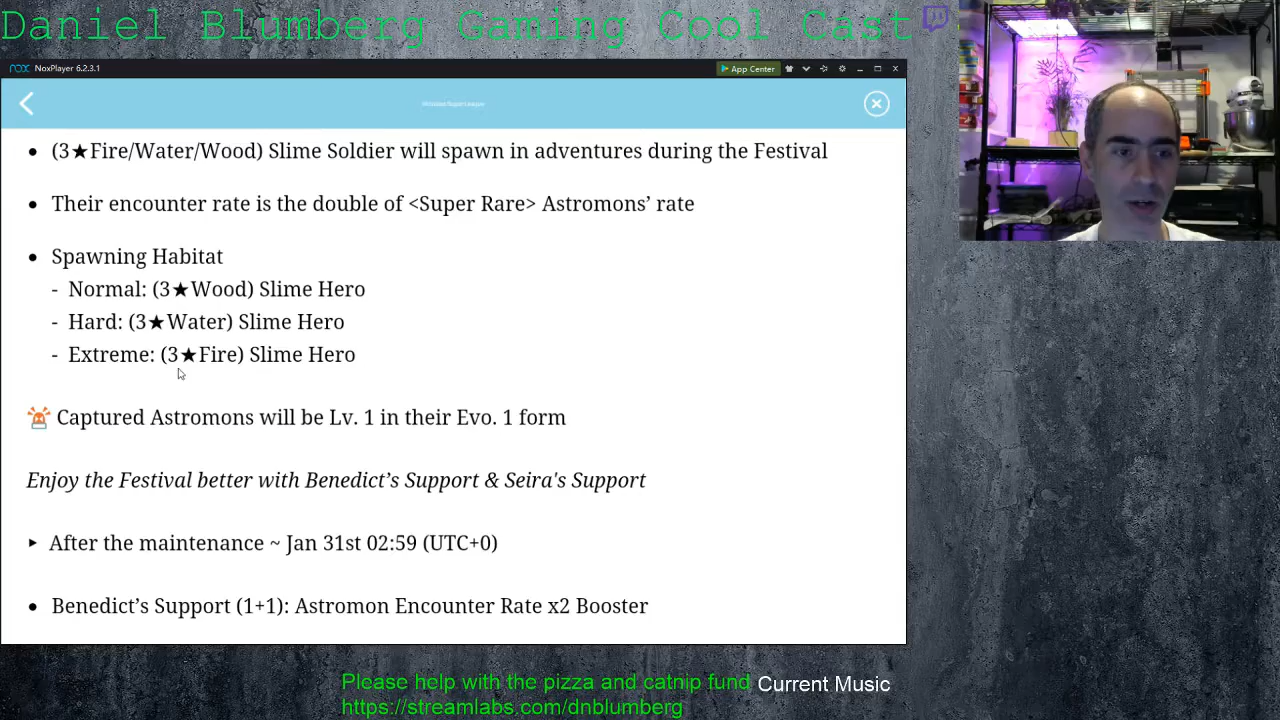 Daniel Blumberg Gaming Cool Cast
nox NoxPlayer 6.2.3.1
App Center
• (3★Fire/Water/Wood) Slime Soldier will spawn in adventures during the Festival
• Their encounter rate is the double of <Super Rare> Astromons’ rate
• Spawning Habitat
- Normal: (3★Wood) Slime Hero
- Hard: (3★Water) Slime Hero
- Extreme: (3★Fire) Slime Hero
Captured Astromons will be Lv. 1 in their Evo. 1 form
Enjoy the Festival better with Benedict’s Support & Seira's Support
▸ After the maintenance ~ Jan 31st 02:59 (UTC+0)
• Benedict’s Support (1+1): Astromon Encounter Rate x2 Booster
Please help with the pizza and catnip fund
https://streamlabs.com/dnblumberg
Current Music